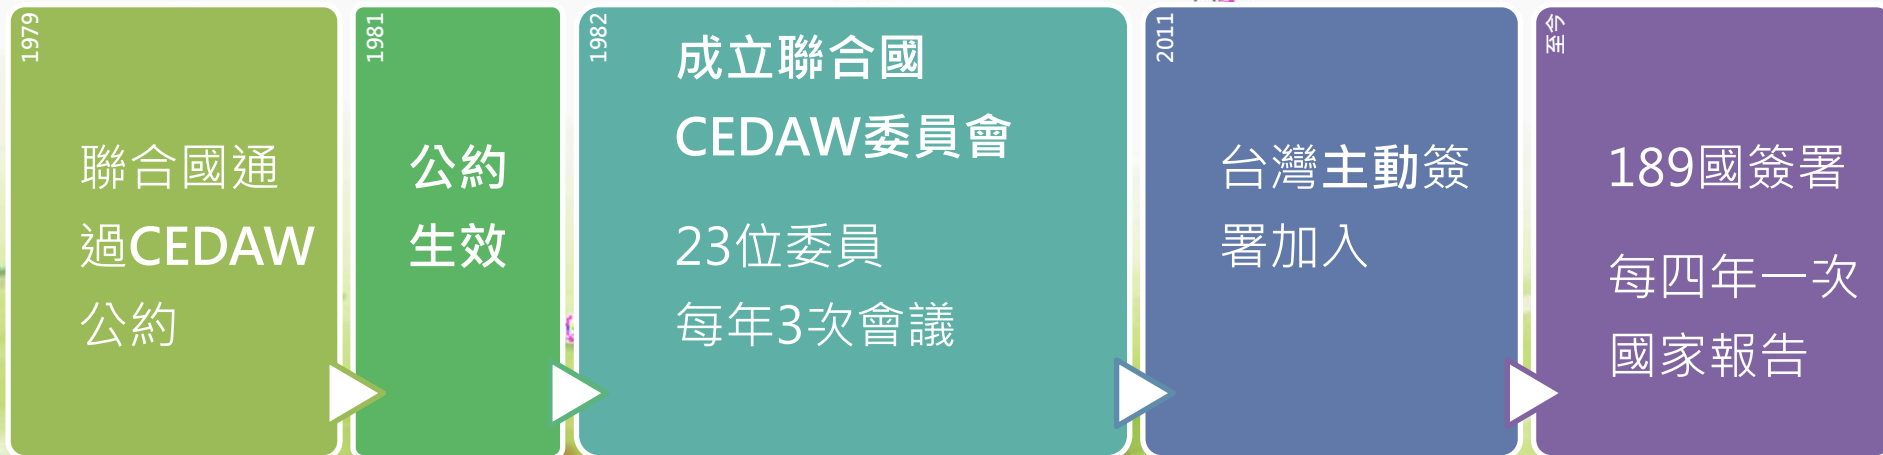 1979
聯合國通
過CEDAW
公約
1981
公約
生效
1982
成立聯合國
CEDAW委員會
23位委員
每年3次會議
2011
台灣主動簽
署加入
至今
189國簽署
每四年一次
國家報告